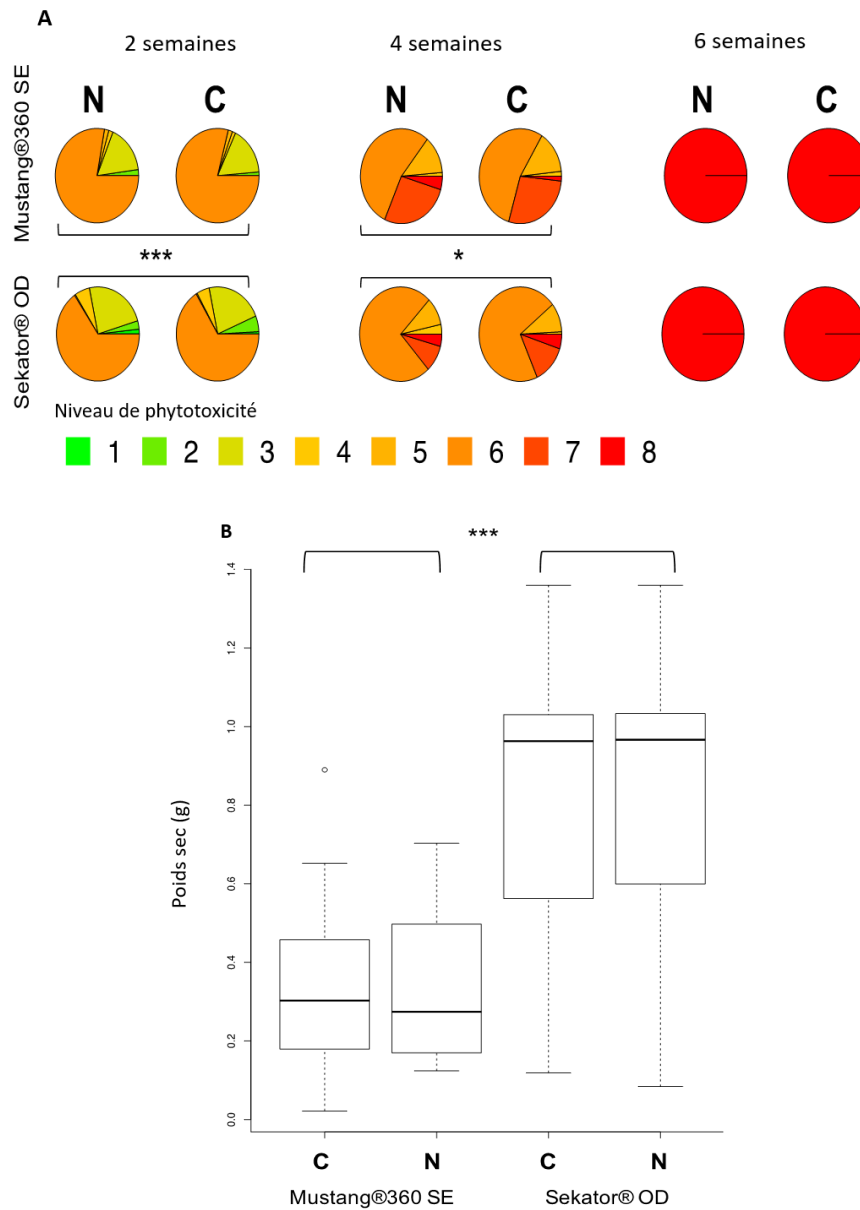 A
2 semaines 4 semaines 6 semaines
Mustang®360 SE
N C N C N C
*** *
Sekator® OD
Niveau de phytotoxicité
1 2 3 4 5 6 7 8
B
***
Poids sec (g)
1.4
1.2
1.0
0.8
0.6
0.4
0.2
0.0
C N C N
Mustang®360 SE Sekator® OD